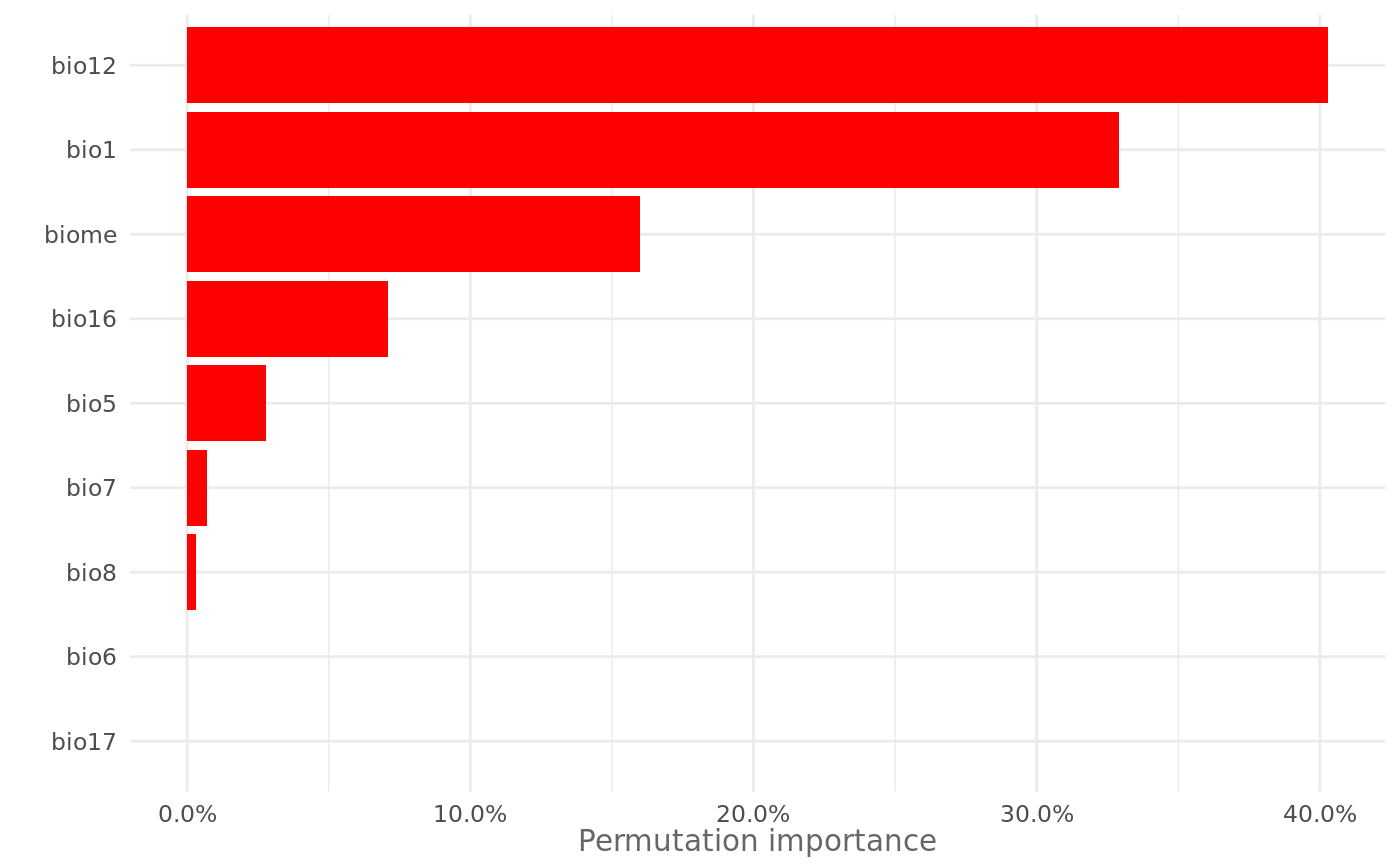 bio12
bio1
biome
bio16
bio5
bio7
bio8
bio6
bio17
0.0% 10.0% 20.0% 30.0% 40.0%
Permutation importance